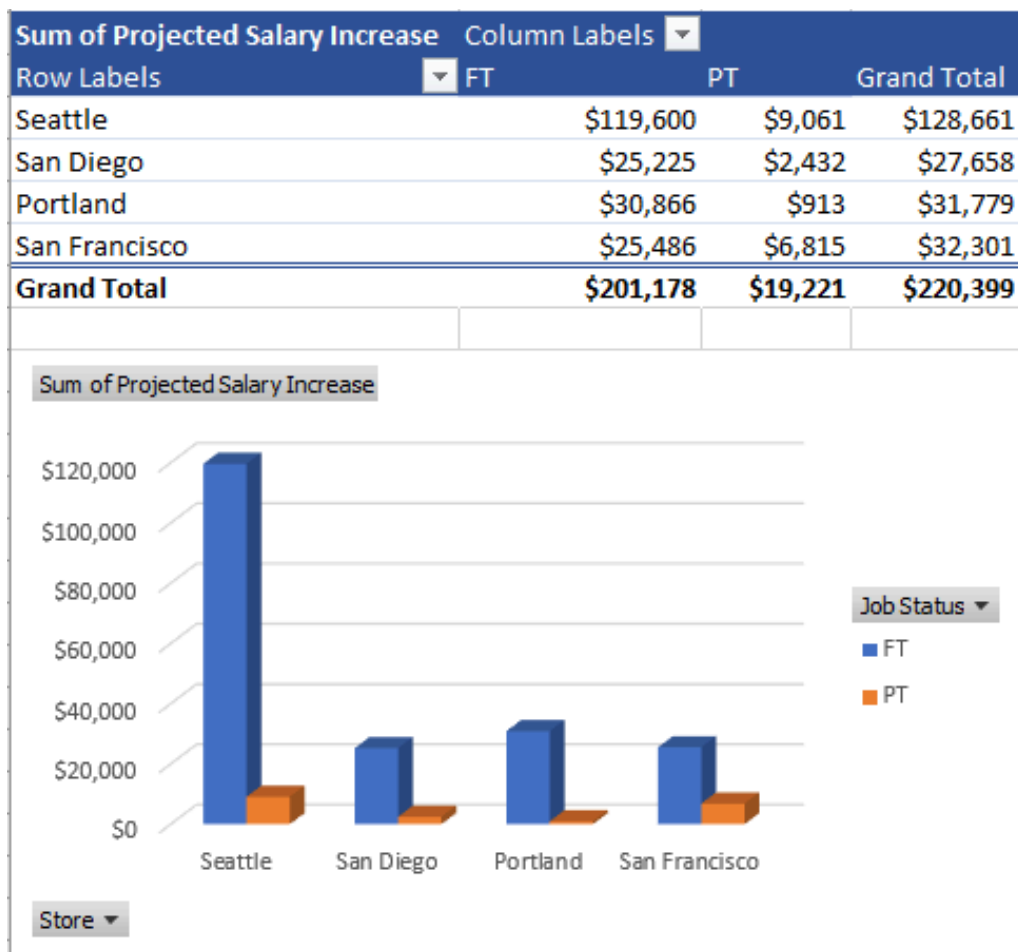 Sum of Projected Salary Increase Column Labels
Row Labels FT PT Grand Total
Seattle $119,600 $9,061 $128,661
San Diego $25,225 $2,432 $27,658
Portland $30,866 $913 $31,779
San Francisco $25,486 $6,815 $32,301
Grand Total $201,178 $19,221 $220,399
Sum of Projected Salary Increase
$120,000
$100,000
$80,000
$60,000
$40,000
$20,000
$0
Seattle San Diego Portland San Francisco
Job Status
FT
PT
Store